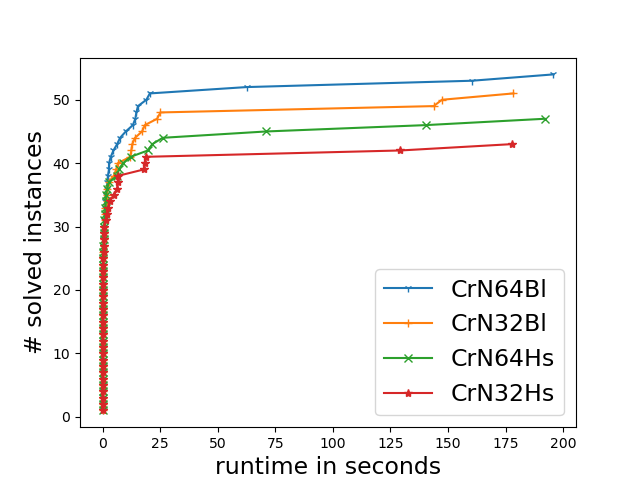 50
40
30
20
10
0
# solved instances
CrN64Bl
CrN32Bl
CrN64Hs
CrN32Hs
0 25 50 75 100 125 150 175 200
runtime in seconds